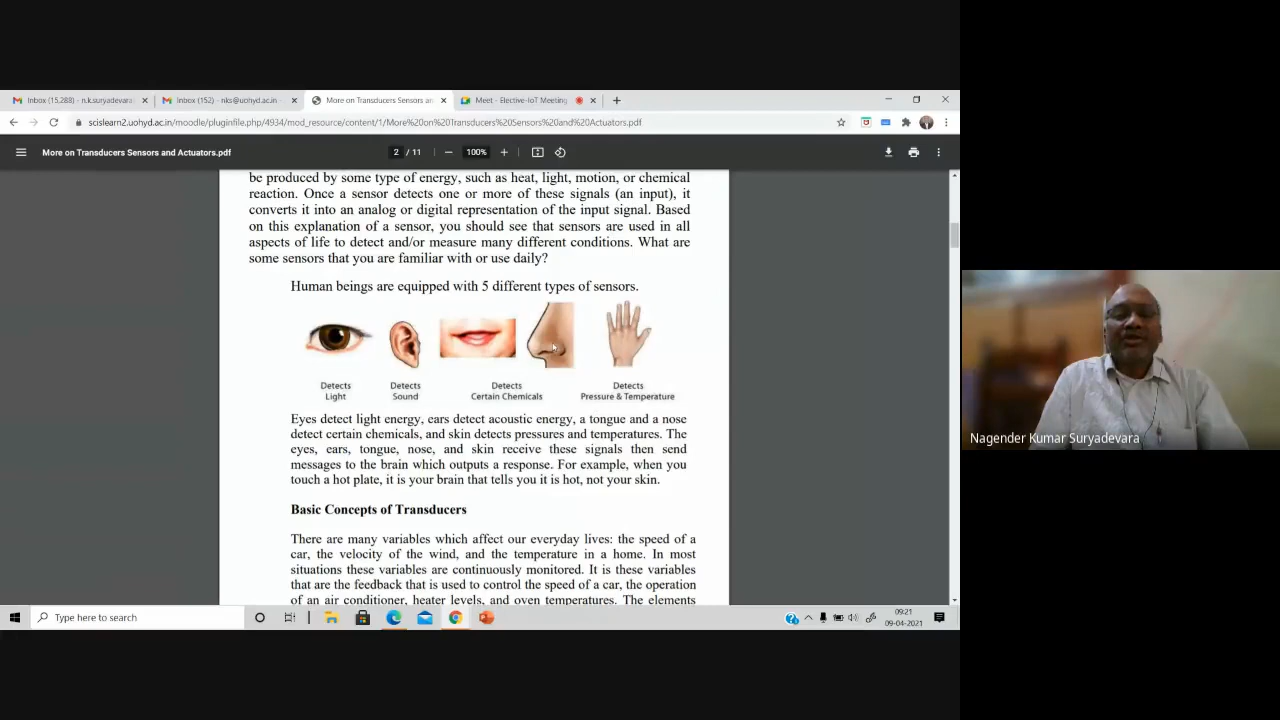 Inbox (15,288) - n.k.suryadevara
Inbox (152) - nks@uohyd.ac.in -
More on Transducers Sensors an
Meet - Elective-IoT Meeting
scislearn2.uohyd.ac.in/moodle/pluginfile.php/4934/mod_resource/content/1/More%20on%20Transducers%20Sensors%20and%20Actuators.pdf
More on Transducers Sensors and Actuators.pdf
2 / 11
100%
be produced by some type of energy, such as heat, light, motion, or chemical
reaction. Once a sensor detects one or more of these signals (an input), it
converts it into an analog or digital representation of the input signal. Based
on this explanation of a sensor, you should see that sensors are used in all
aspects of life to detect and/or measure many different conditions. What are
some sensors that you are familiar with or use daily?
Human beings are equipped with 5 different types of sensors.
Detects
Light
Detects
Sound
Detects
Certain Chemicals
Detects
Pressure & Temperature
Eyes detect light energy, ears detect acoustic energy, a tongue and a nose
detect certain chemicals, and skin detects pressures and temperatures. The
eyes, ears, tongue, nose, and skin receive these signals then send
messages to the brain which outputs a response. For example, when you
touch a hot plate, it is your brain that tells you it is hot, not your skin.
Basic Concepts of Transducers
There are many variables which affect our everyday lives: the speed of a
car, the velocity of the wind, and the temperature in a home. In most
situations these variables are continuously monitored. It is these variables
that are the feedback that is used to control the speed of a car, the operation
of an air conditioner, heater levels, and oven temperatures. The elements
Nagender Kumar Suryadevara
Type here to search
09:21
09-04-2021